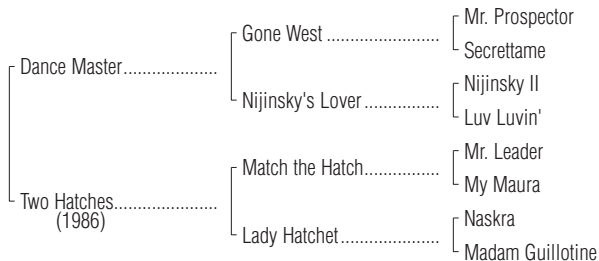 Mr. Prospector
Gone West ........................
Secrettame
Dance Master....................
Nijinsky II
Nijinsky's Lover ................
Luv Luvin'
Mr. Leader
Match the Hatch................
My Maura
Two Hatches......................
(1986)
Naskra
Lady Hatchet.....................
Madam Guillotine